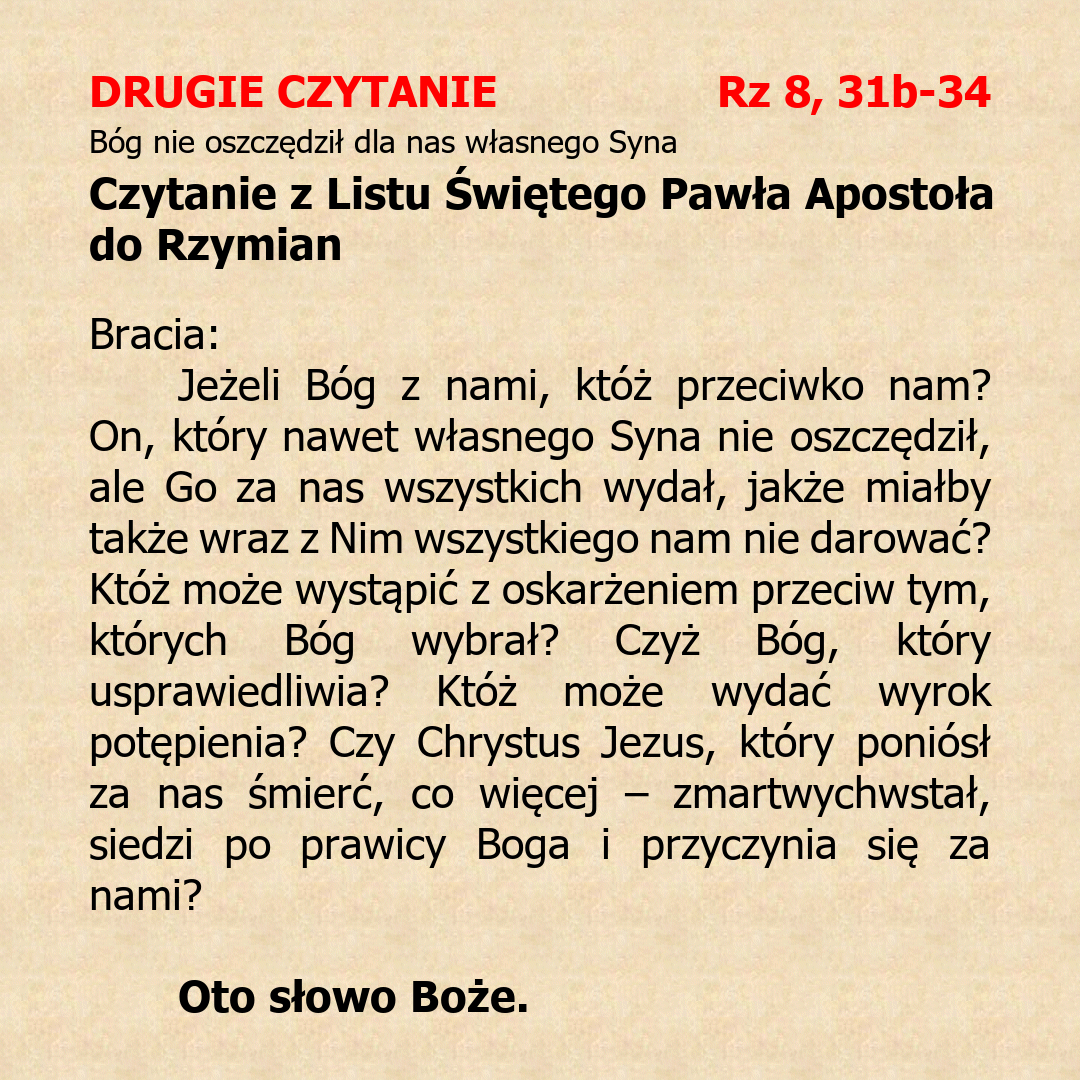 DRUGIE CZYTANIE Rz 8, 31b-34
Bóg nie oszczędził dla nas własnego Syna
Czytanie z Listu Świętego Pawła Apostoła
do Rzymian
Bracia:
Jeżeli Bóg z nami, któż przeciwko nam?
On, który nawet własnego Syna nie oszczędził,
ale Go za nas wszystkich wydał, jakże miałby
także wraz z Nim wszystkiego nam nie darować?
Któż może wystąpić z oskarżeniem przeciw tym,
których Bóg wybrał? Czyż Bóg, który
usprawiedliwia? Któż może wydać wyrok
potępienia? Czy Chrystus Jezus, który poniósł
za nas śmierć, co więcej – zmartwychwstał,
siedzi po prawicy Boga i przyczynia się za
nami?
Oto słowo Boże.